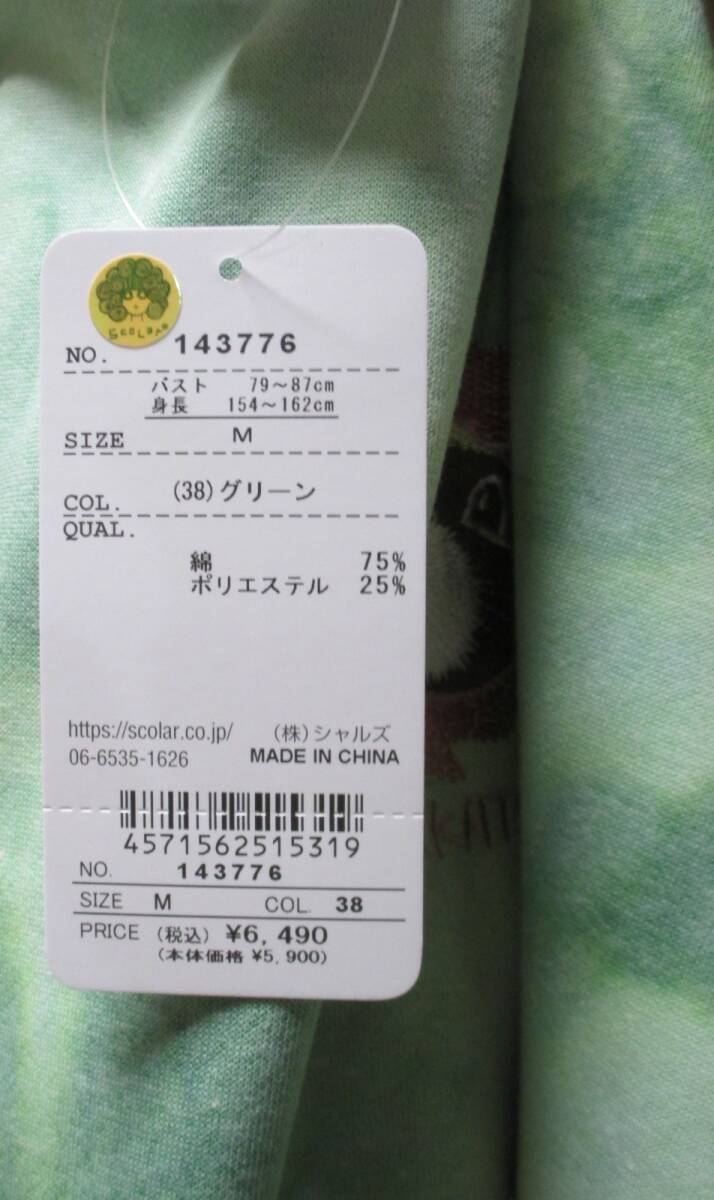 ScoLar
NO. 143776
バスト 79～87cm
身長 154～162cm
SIZE M
COL. (38)グリーン
QUAL.
綿 75%
ポリエステル 25%
https://scolar.co.jp/ (株)シャルズ
06-6535-1626 MADE IN CHINA
4571562515319
NO. 143776
SIZE M COL. 38
PRICE (税込) ¥6,490
(本体価格 ¥5,900)